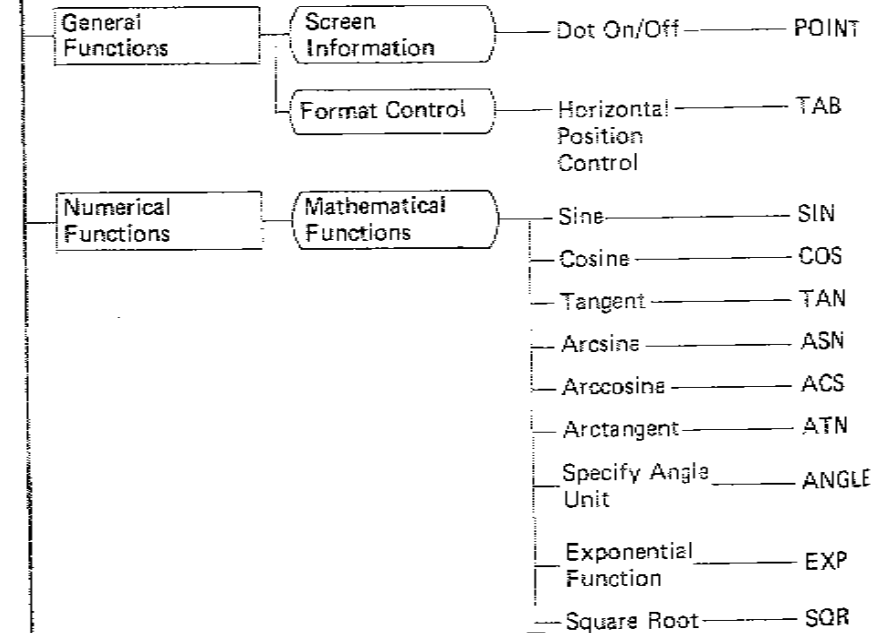 General
Functions
Screen
Information
Dot On/Off
POINT
Format Control
Horizontal
Position
Control
TAB
Numerical
Functions
Mathematical
Functions
Sine
SIN
Cosine
COS
Tangent
TAN
Arcsine
ASN
Arccosine
ACS
Arctangent
ATN
Specify Angle
Unit
ANGLE
Exponential
Function
EXP
Square Root
SQR